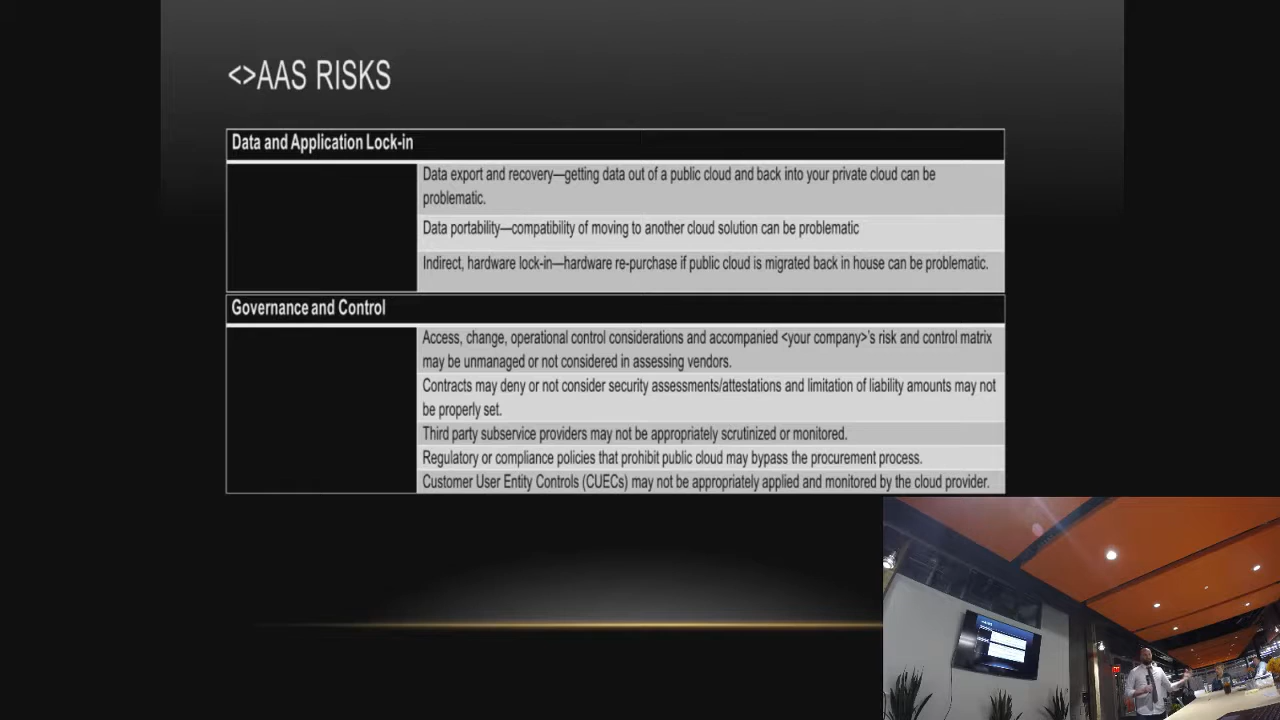 <>AAS RISKS
Data and Application Lock-in
Data export and recovery—getting data out of a public cloud and back into your private cloud can be
problematic.
Data portability—compatibility of moving to another cloud solution can be problematic
Indirect, hardware lock-in—hardware re-purchase if public cloud is migrated back in house can be problematic.
Governance and Control
Access, change, operational control considerations and accompanied <your company>'s risk and control matrix
may be unmanaged or not considered in assessing vendors.
Contracts may deny or not consider security assessments/attestations and limitation of liability amounts may not
be properly set.
Third party subservice providers may not be appropriately scrutinized or monitored.
Regulatory or compliance policies that prohibit public cloud may bypass the procurement process.
Customer User Entity Controls (CUECs) may not be appropriately applied and monitored by the cloud provider.